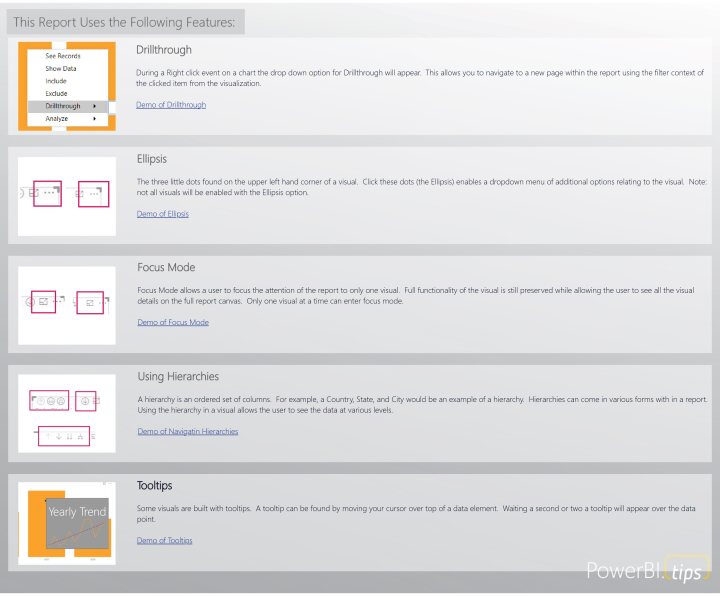 This Report Uses the Following Features:
See Records
Show Data
Include
Exclude
Drillthrough
Analyze
Drillthrough
During a Right click event on a chart the drop down option for Drillthrough will appear. This allows you to navigate to a new page within the report using the filter context of
the clicked item from the visualization.
Demo of Drillthrough
Ellipsis
The three little dots found on the upper left hand corner of a visual. Click these dots (the Ellipsis) enables a dropdown menu of additional options relating to the visual. Note:
not all visuals will be enabled with the Ellipsis option.
Demo of Ellipsis
Focus Mode
Focus Mode allows a user to focus the attention of the report to only one visual. Full functionality of the visual is still preserved while allowing the user to see all the visual
details on the full report canvas. Only one visual at a time can enter focus mode.
Demo of Focus Mode
Using Hierarchies
A hierarchy is an ordered set of columns. For example, a Country, State, and City would be an example of a hierarchy. Hierarchies can come in various forms with in a report.
Using the hierarchy in a visual allows the user to see the data at various levels.
Demo of Navigatin Hierarchies
Yearly Trend
Tooltips
Some visuals are built with tooltips. A tooltip can be found by moving your cursor over top of a data element. Waiting a second or two a tooltip will appear over the data
point.
Demo of Tooltips
PowerBI.tips